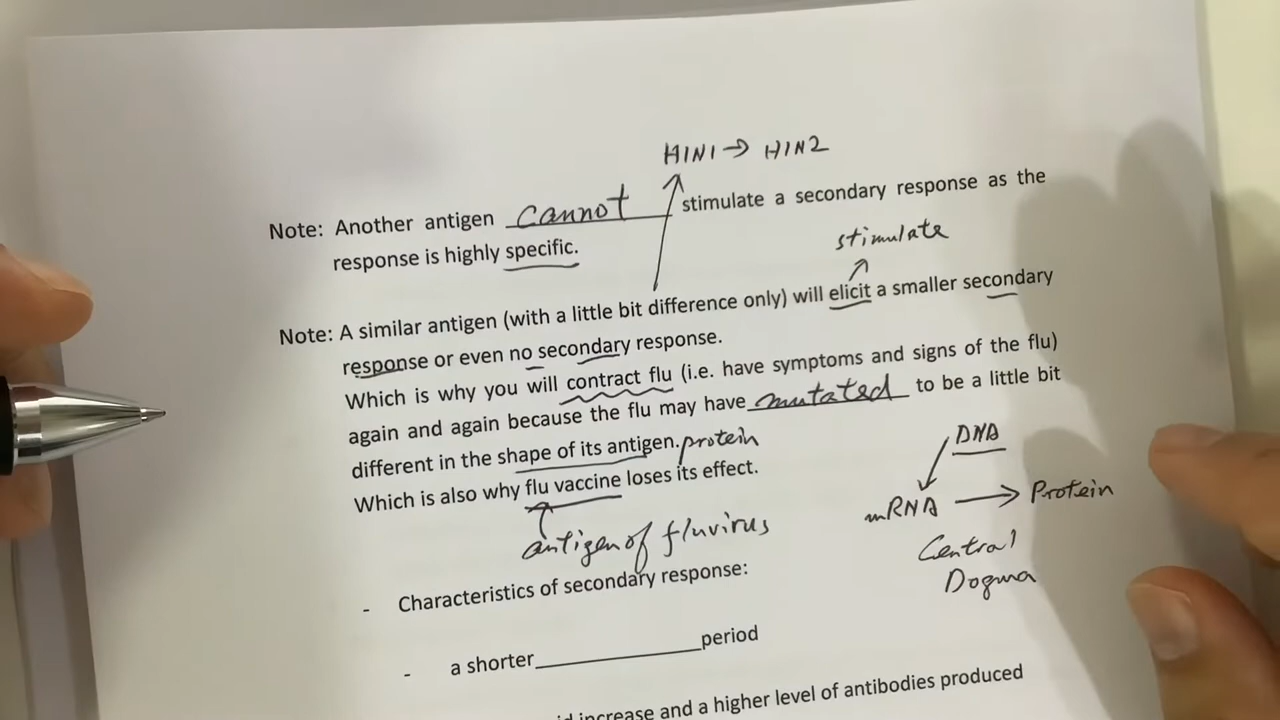 H1N1 → H1N2
Note: Another antigen cannot stimulate a secondary response as the
response is highly specific.
stimulate
Note: A similar antigen (with a little bit difference only) will elicit a smaller secondary
response or even no secondary response.
Which is why you will contract flu (i.e. have symptoms and signs of the flu)
again and again because the flu may have mutated to be a little bit
different in the shape of its antigen. protein
Which is also why flu vaccine loses its effect.
antigen of flu virus
DNA
mRNA → Protein
Central
Dogma
- Characteristics of secondary response:
- a shorter____________period
increase and a higher level of antibodies produced